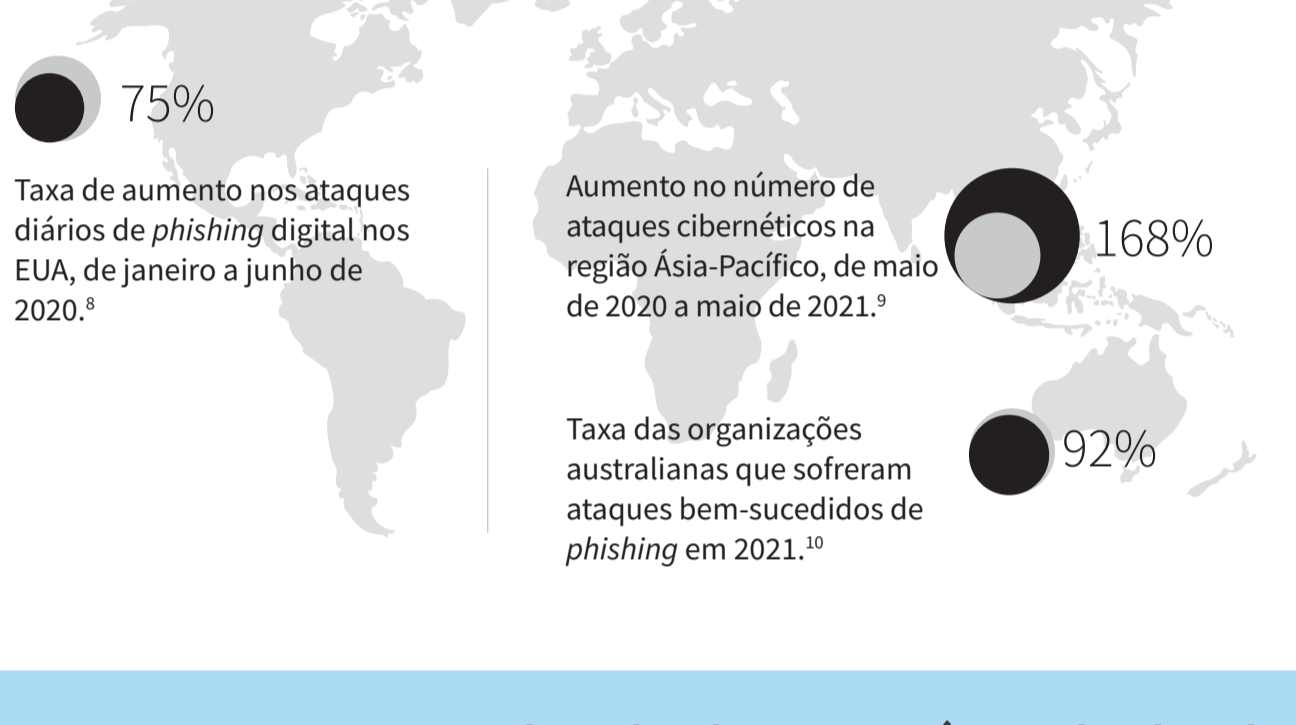 75%
Taxa de aumento nos ataques
diários de phishing digital nos
EUA, de janeiro a junho de
2020.⁸
Aumento no número de
ataques cibernéticos na
região Ásia-Pacífico, de maio
de 2020 a maio de 2021.⁹
168%
Taxa das organizações
australianas que sofreram
ataques bem-sucedidos de
phishing em 2021.¹⁰
92%